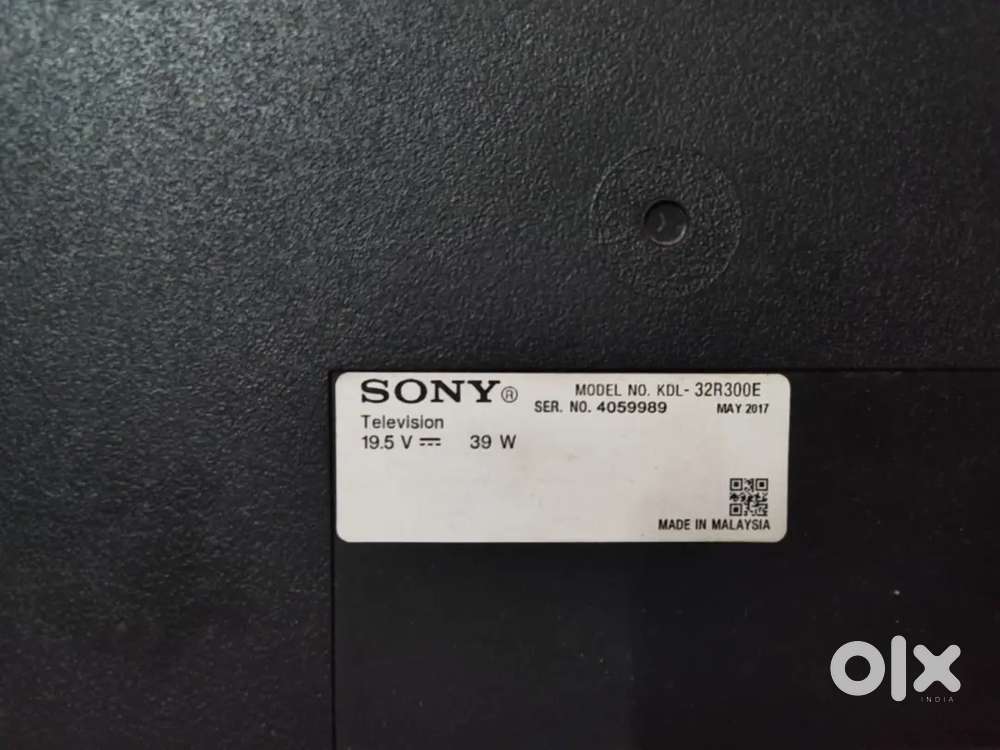 SONY®
MODEL NO. KDL- 32R300E
SER. NO. 4059989
MAY 2017
Television
19.5 V ⎓ 39 W
MADE IN MALAYSIA
olx
INDIA